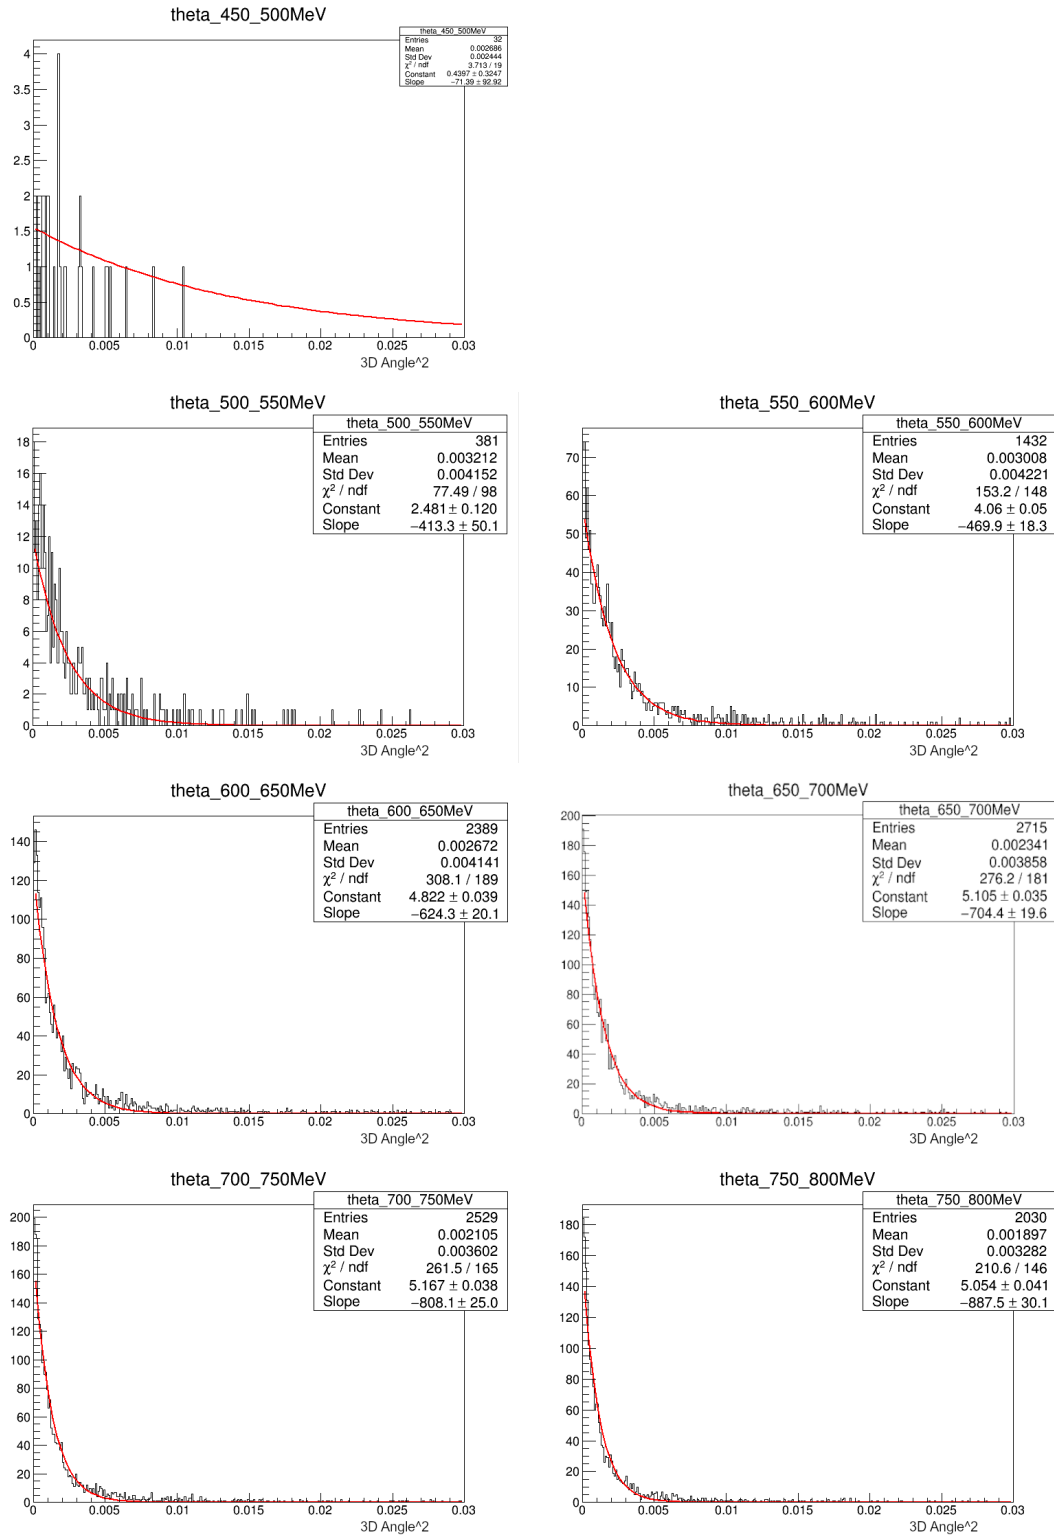 theta_450_500MeV
theta_450_500MeV
Entries 32
Mean 0.002686
Std Dev 0.002444
χ² / ndf 3.713 / 19
Constant 0.4397 ± 0.3247
Slope −71.39 ± 92.92
4
3.5
3
2.5
2
1.5
1
0.5
0
0 0.005 0.01 0.015 0.02 0.025 0.03
3D Angle^2
theta_500_550MeV
theta_500_550MeV
Entries 381
Mean 0.003212
Std Dev 0.004152
χ² / ndf 77.49 / 98
Constant 2.481 ± 0.120
Slope −413.3 ± 50.1
18
16
14
12
10
8
6
4
2
0
0 0.005 0.01 0.015 0.02 0.025 0.03
3D Angle^2
theta_550_600MeV
theta_550_600MeV
Entries 1432
Mean 0.003008
Std Dev 0.004221
χ² / ndf 153.2 / 148
Constant 4.06 ± 0.05
Slope −469.9 ± 18.3
70
60
50
40
30
20
10
0
0 0.005 0.01 0.015 0.02 0.025 0.03
3D Angle^2
theta_600_650MeV
theta_600_650MeV
Entries 2389
Mean 0.002672
Std Dev 0.004141
χ² / ndf 308.1 / 189
Constant 4.822 ± 0.039
Slope −624.3 ± 20.1
140
120
100
80
60
40
20
0
0 0.005 0.01 0.015 0.02 0.025 0.03
3D Angle^2
theta_650_700MeV
theta_650_700MeV
Entries 2715
Mean 0.002341
Std Dev 0.003858
χ² / ndf 276.2 / 181
Constant 5.105 ± 0.035
Slope −704.4 ± 19.6
200
180
160
140
120
100
80
60
40
20
0
0 0.005 0.01 0.015 0.02 0.025 0.03
3D Angle^2
theta_700_750MeV
theta_700_750MeV
Entries 2529
Mean 0.002105
Std Dev 0.003602
χ² / ndf 261.5 / 165
Constant 5.167 ± 0.038
Slope −808.1 ± 25.0
200
180
160
140
120
100
80
60
40
20
0
0 0.005 0.01 0.015 0.02 0.025 0.03
3D Angle^2
theta_750_800MeV
theta_750_800MeV
Entries 2030
Mean 0.001897
Std Dev 0.003282
χ² / ndf 210.6 / 146
Constant 5.054 ± 0.041
Slope −887.5 ± 30.1
180
160
140
120
100
80
60
40
20
0
0 0.005 0.01 0.015 0.02 0.025 0.03
3D Angle^2